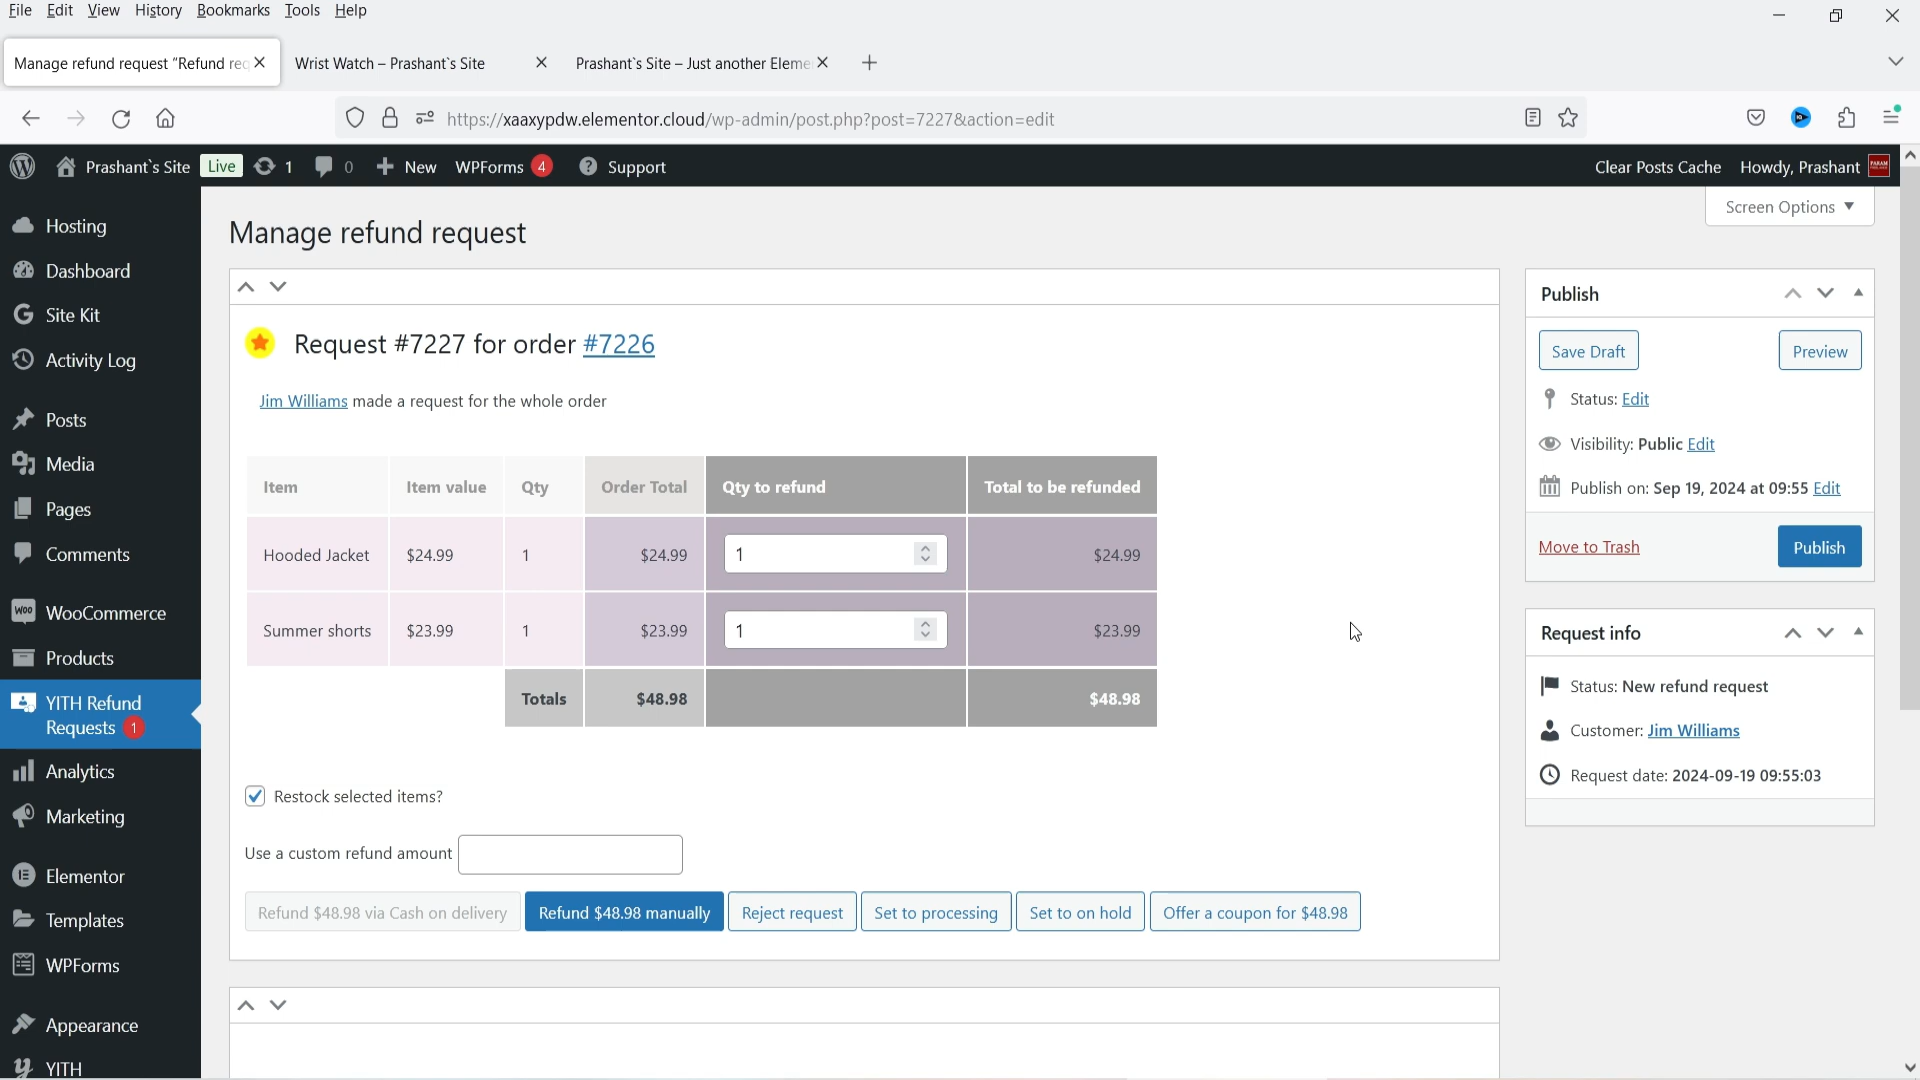 File Edit View History Bookmarks Tools Help
Manage refund request "Refund req
Wrist Watch – Prashant`s Site
Prashant`s Site – Just another Eleme
https://xaaxypdw.elementor.cloud/wp-admin/post.php?post=7227&action=edit
Prashant`s Site Live 1 0 New WPForms 4 Support
Clear Posts Cache Howdy, Prashant
Screen Options
Hosting
Dashboard
Site Kit
Activity Log
Posts
Media
Pages
Comments
WooCommerce
Products
YITH Refund
Requests 1
Analytics
Marketing
Elementor
Templates
WPForms
Appearance
YITH
Manage refund request
Request #7227 for order #7226
Jim Williams made a request for the whole order
Item Item value Qty Order Total Qty to refund Total to be refunded
Hooded Jacket $24.99 1 $24.99 1 $24.99
Summer shorts $23.99 1 $23.99 1 $23.99
Totals $48.98 $48.98
Restock selected items?
Use a custom refund amount
Refund $48.98 via Cash on delivery Refund $48.98 manually Reject request Set to processing Set to on hold Offer a coupon for $48.98
Publish
Save Draft Preview
Status: Edit
Visibility: Public Edit
Publish on: Sep 19, 2024 at 09:55 Edit
Move to Trash Publish
Request info
Status: New refund request
Customer: Jim Williams
Request date: 2024-09-19 09:55:03